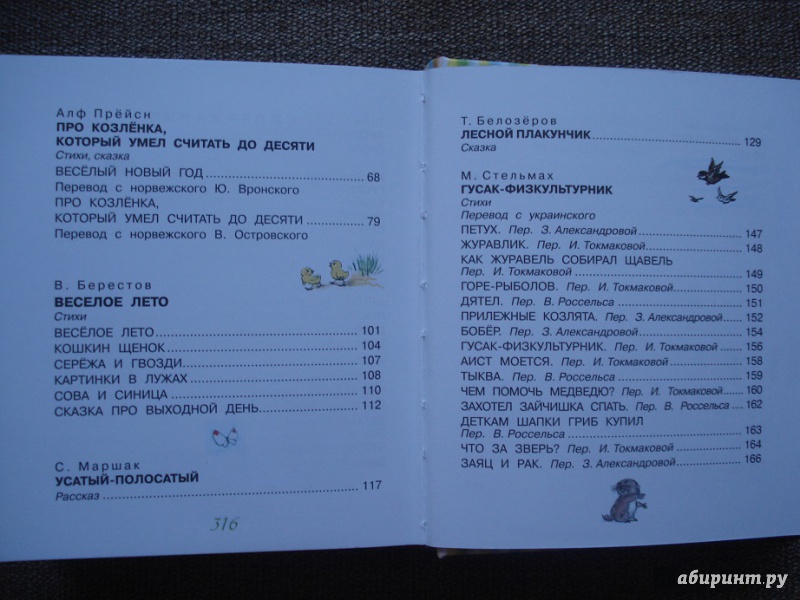 Алф Прёйсн
ПРО КОЗЛЁНКА,
КОТОРЫЙ УМЕЛ СЧИТАТЬ ДО ДЕСЯТИ
Стихи, сказка
ВЕСЁЛЫЙ НОВЫЙ ГОД 68
Перевод с норвежского Ю. Вронского
ПРО КОЗЛЁНКА,
КОТОРЫЙ УМЕЛ СЧИТАТЬ ДО ДЕСЯТИ 79
Перевод с норвежского В. Островского
В. Берестов
ВЕСЕЛОЕ ЛЕТО
Стихи
ВЕСЁЛОЕ ЛЕТО 101
КОШКИН ЩЕНОК 104
СЕРЁЖА И ГВОЗДИ 107
КАРТИНКИ В ЛУЖАХ 108
СОВА И СИНИЦА 110
СКАЗКА ПРО ВЫХОДНОЙ ДЕНЬ 112
С. Маршак
УСАТЫЙ-ПОЛОСАТЫЙ
Рассказ 117
316
Т. Белозёров
ЛЕСНОЙ ПЛАКУНЧИК 129
Сказка
М. Стельмах
ГУСАК-ФИЗКУЛЬТУРНИК
Стихи
Перевод с украинского
ПЕТУХ. Пер. З. Александровой 147
ЖУРАВЛИК. Пер. И. Токмаковой 148
КАК ЖУРАВЕЛЬ СОБИРАЛ ЩАВЕЛЬ
Пер. И. Токмаковой 149
ГОРЕ-РЫБОЛОВ. Пер. И. Токмаковой 150
ДЯТЕЛ. Пер. В. Россельса 151
ПРИЛЕЖНЫЕ КОЗЛЯТА. Пер. З. Александровой 152
БОБЁР. Пер. З. Александровой 154
ГУСАК-ФИЗКУЛЬТУРНИК. Пер. И. Токмаковой 156
АИСТ МОЕТСЯ. Пер. И. Токмаковой 158
ТЫКВА. Пер. В. Россельса 159
ЧЕМ ПОМОЧЬ МЕДВЕДЮ? Пер. И. Токмаковой 160
ЗАХОТЕЛ ЗАЙЧИШКА СПАТЬ. Пер. В. Россельса 162
ДЕТКАМ ШАПКИ ГРИБ КУПИЛ
Пер. В. Россельса 163
ЧТО ЗА ЗВЕРЬ? Пер. И. Токмаковой 164
ЗАЯЦ И РАК. Пер. З. Александровой 166
абиринт.ру